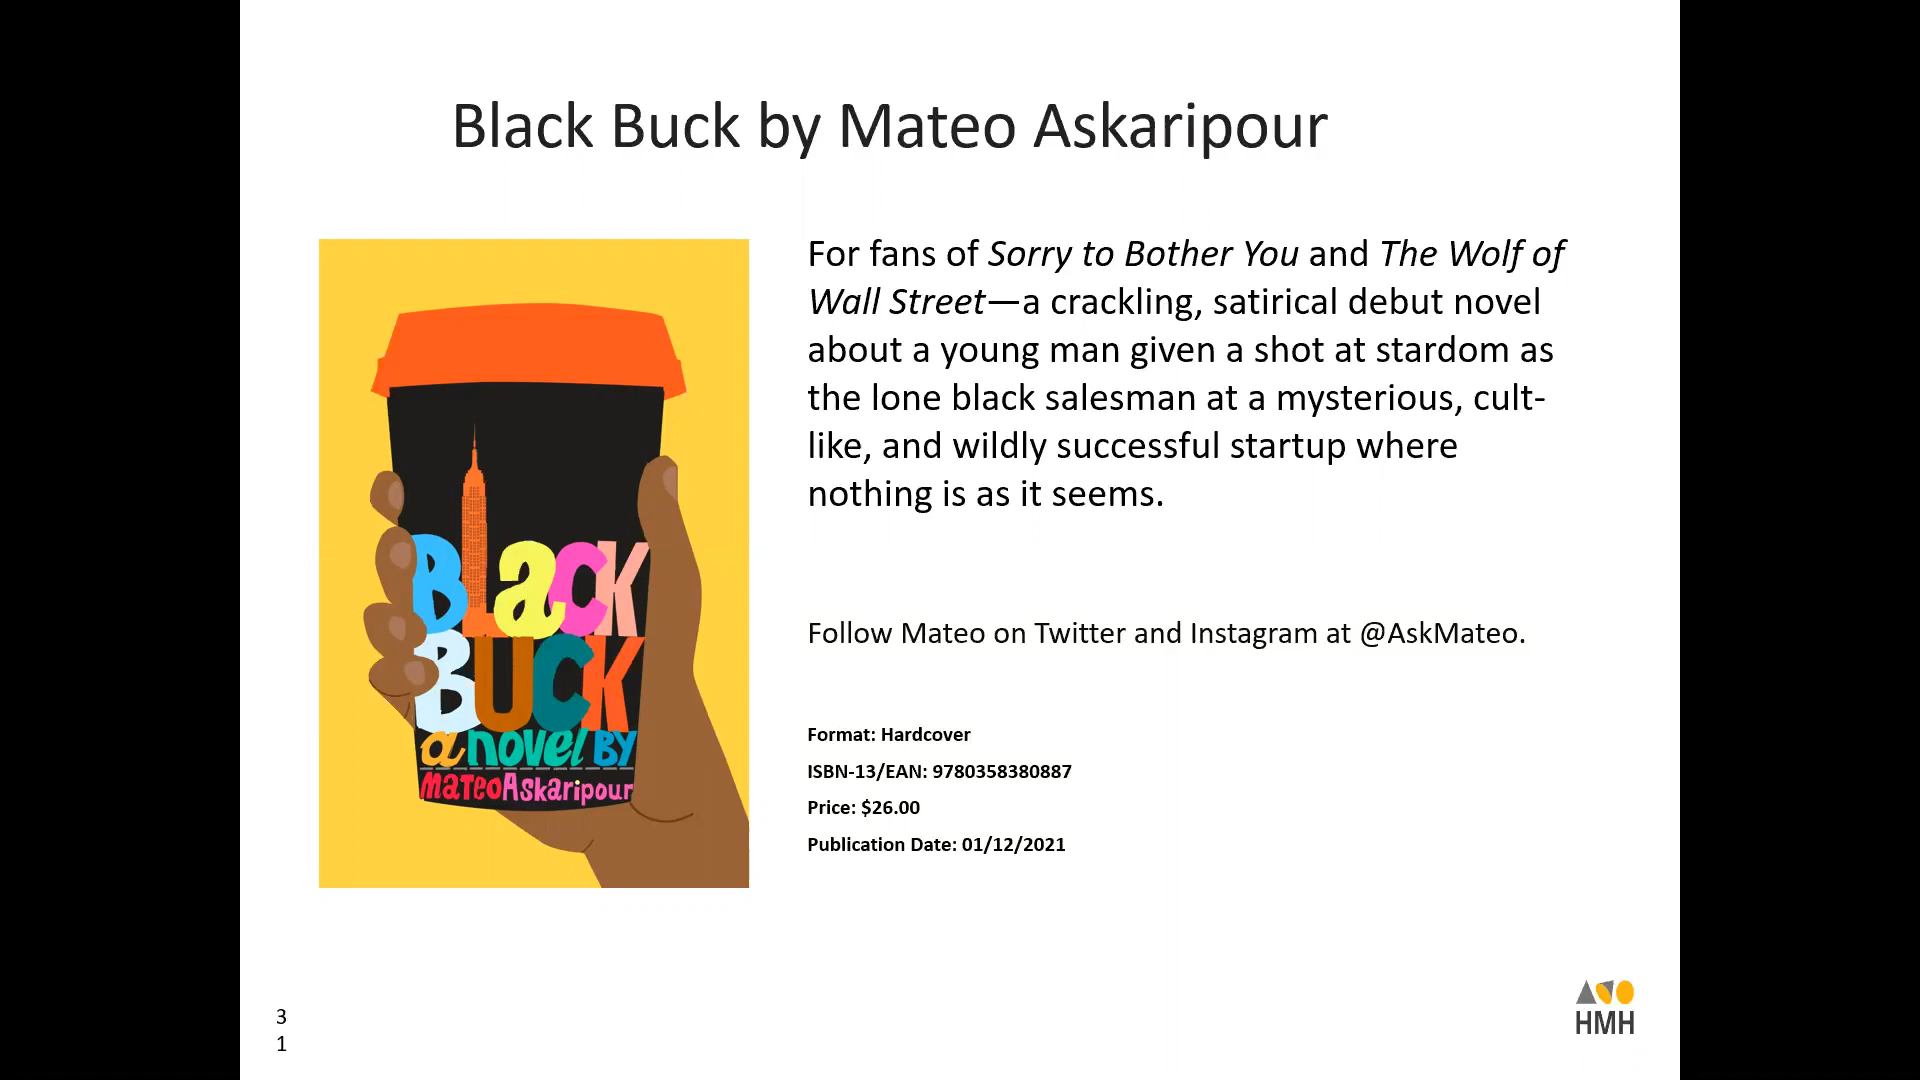 Black Buck by Mateo Askaripour
For fans of Sorry to Bother You and The Wolf of
Wall Street—a crackling, satirical debut novel
about a young man given a shot at stardom as
the lone black salesman at a mysterious, cult-
like, and wildly successful startup where
nothing is as it seems.
Follow Mateo on Twitter and Instagram at @AskMateo.
Format: Hardcover
ISBN-13/EAN: 9780358380887
Price: $26.00
Publication Date: 01/12/2021
BLaCK
BUCK
a novel BY
MaTeo Askaripour
3
1
HMH